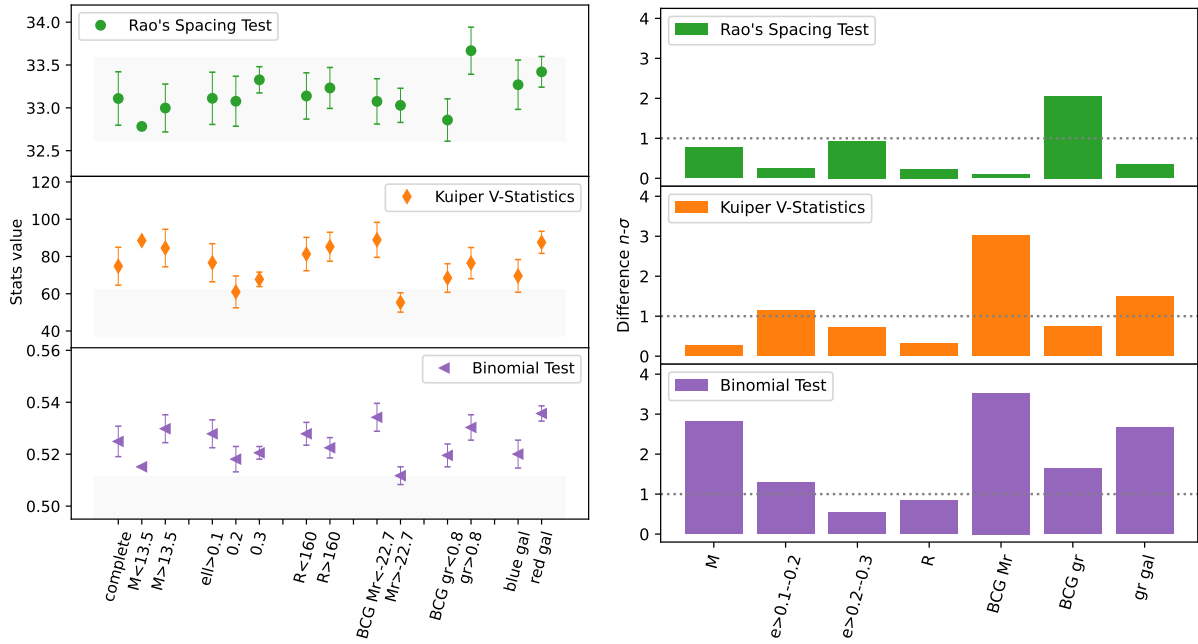 Rao's Spacing Test
34.0
33.5
33.0
32.5
Kuiper V-Statistics
120
100
80
60
40
Stats value
Binomial Test
0.56
0.54
0.52
0.50
complete
M<13.5
M>13.5
ell>0.1
0.2
0.3
R<160
R>160
BCG Mr<-22.7
Mr>-22.7
BCG gr<0.8
gr>0.8
blue gal
red gal
Rao's Spacing Test
4
3
2
1
0
Kuiper V-Statistics
4
3
2
1
0
Difference n-σ
Binomial Test
4
3
2
1
0
M
e>0.1--0.2
e>0.2--0.3
R
BCG Mr
BCG gr
gr gal